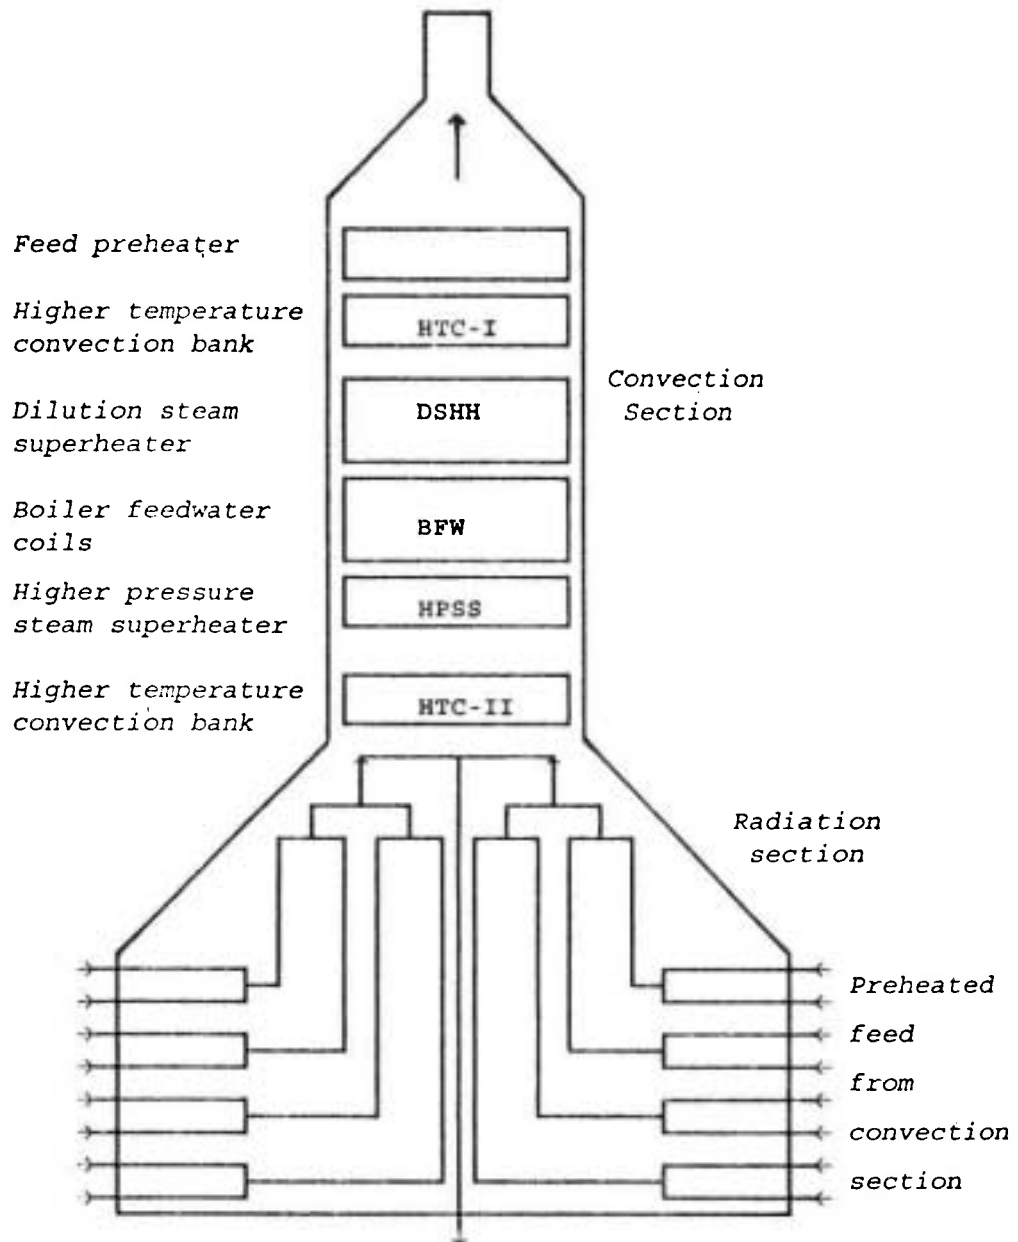 Feed preheater
Higher temperature
convection bank
HTC-I
Convection
Section
Dilution steam
superheater
DSHH
Boiler feedwater
coils
BFW
Higher pressure
steam superheater
HPSS
Higher temperature
convection bank
HTC-II
Radiation
section
Preheated
feed
from
convection
section